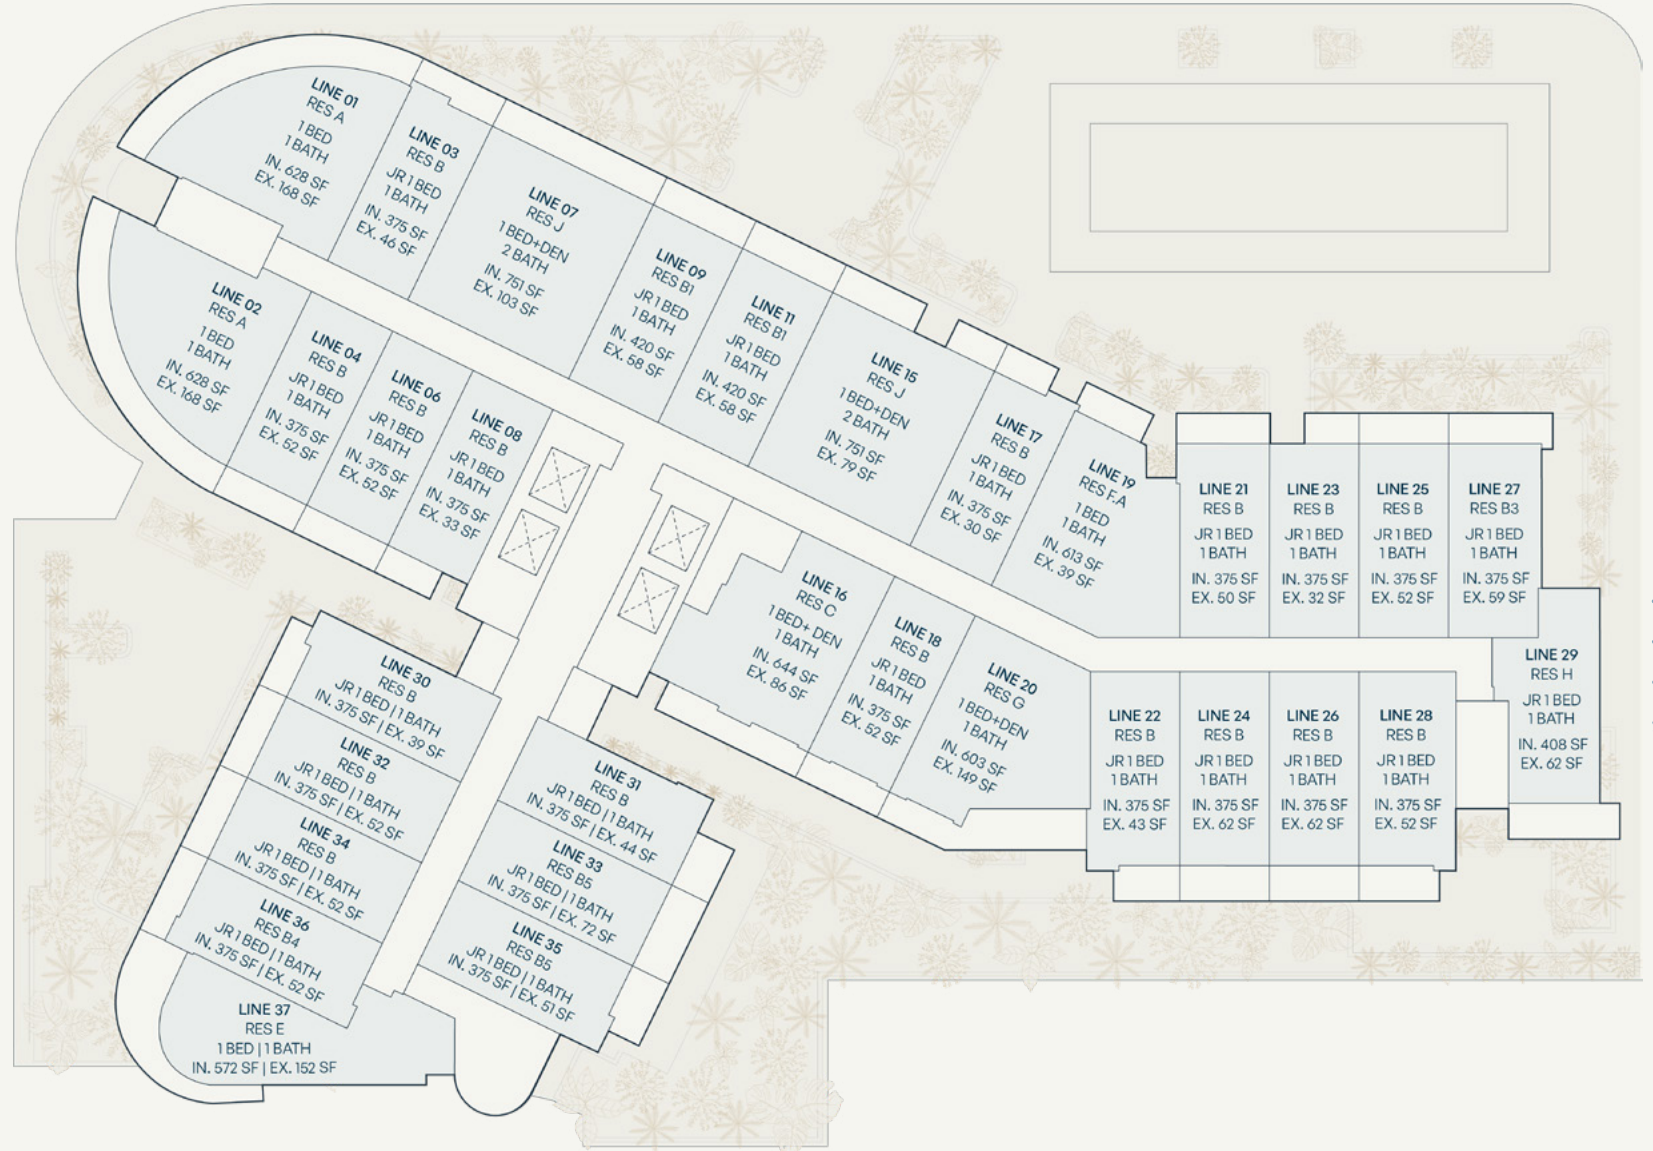 LINE 01
RES A
1 BED
1 BATH
IN. 628 SF
EX. 168 SF
LINE 03
RES B
JR 1 BED
1 BATH
IN. 375 SF
EX. 46 SF
LINE 07
RES J
1 BED+DEN
2 BATH
IN. 751 SF
EX. 103 SF
LINE 09
RES B1
JR 1 BED
1 BATH
IN. 420 SF
EX. 58 SF
LINE 11
RES B1
JR 1 BED
1 BATH
IN. 420 SF
EX. 58 SF
LINE 15
RES J
1 BED+DEN
2 BATH
IN. 751 SF
EX. 79 SF
LINE 17
RES B
JR 1 BED
1 BATH
IN. 375 SF
EX. 30 SF
LINE 19
RES F.A
1 BED
1 BATH
IN. 613 SF
EX. 39 SF
LINE 21
RES B
JR 1 BED
1 BATH
IN. 375 SF
EX. 50 SF
LINE 23
RES B
JR 1 BED
1 BATH
IN. 375 SF
EX. 32 SF
LINE 25
RES B
JR 1 BED
1 BATH
IN. 375 SF
EX. 52 SF
LINE 27
RES B3
JR 1 BED
1 BATH
IN. 375 SF
EX. 59 SF
LINE 29
RES H
JR 1 BED
1 BATH
IN. 408 SF
EX. 62 SF
LINE 02
RES A
1 BED
1 BATH
IN. 628 SF
EX. 168 SF
LINE 04
RES B
JR 1 BED
1 BATH
IN. 375 SF
EX. 52 SF
LINE 06
RES B
JR 1 BED
1 BATH
IN. 375 SF
EX. 52 SF
LINE 08
RES B
JR 1 BED
1 BATH
IN. 375 SF
EX. 33 SF
LINE 16
RES C
1 BED+ DEN
1 BATH
IN. 644 SF
EX. 86 SF
LINE 18
RES B
JR 1 BED
1 BATH
IN. 375 SF
EX. 52 SF
LINE 20
RES G
1 BED+DEN
1 BATH
IN. 603 SF
EX. 149 SF
LINE 22
RES B
JR 1 BED
1 BATH
IN. 375 SF
EX. 43 SF
LINE 24
RES B
JR 1 BED
1 BATH
IN. 375 SF
EX. 62 SF
LINE 26
RES B
JR 1 BED
1 BATH
IN. 375 SF
EX. 62 SF
LINE 28
RES B
JR 1 BED
1 BATH
IN. 375 SF
EX. 52 SF
LINE 30
RES B
JR 1 BED | 1 BATH
IN. 375 SF | EX. 39 SF
LINE 32
RES B
JR 1 BED | 1 BATH
IN. 375 SF | EX. 52 SF
LINE 34
RES B
JR 1 BED | 1 BATH
IN. 375 SF | EX. 52 SF
LINE 36
RES B4
JR 1 BED | 1 BATH
IN. 375 SF | EX. 52 SF
LINE 37
RES E
1 BED | 1 BATH
IN. 572 SF | EX. 152 SF
LINE 31
RES B
JR 1 BED | 1 BATH
IN. 375 SF | EX. 44 SF
LINE 33
RES B5
JR 1 BED | 1 BATH
IN. 375 SF | EX. 72 SF
LINE 35
RES B5
JR 1 BED | 1 BATH
IN. 375 SF | EX. 51 SF